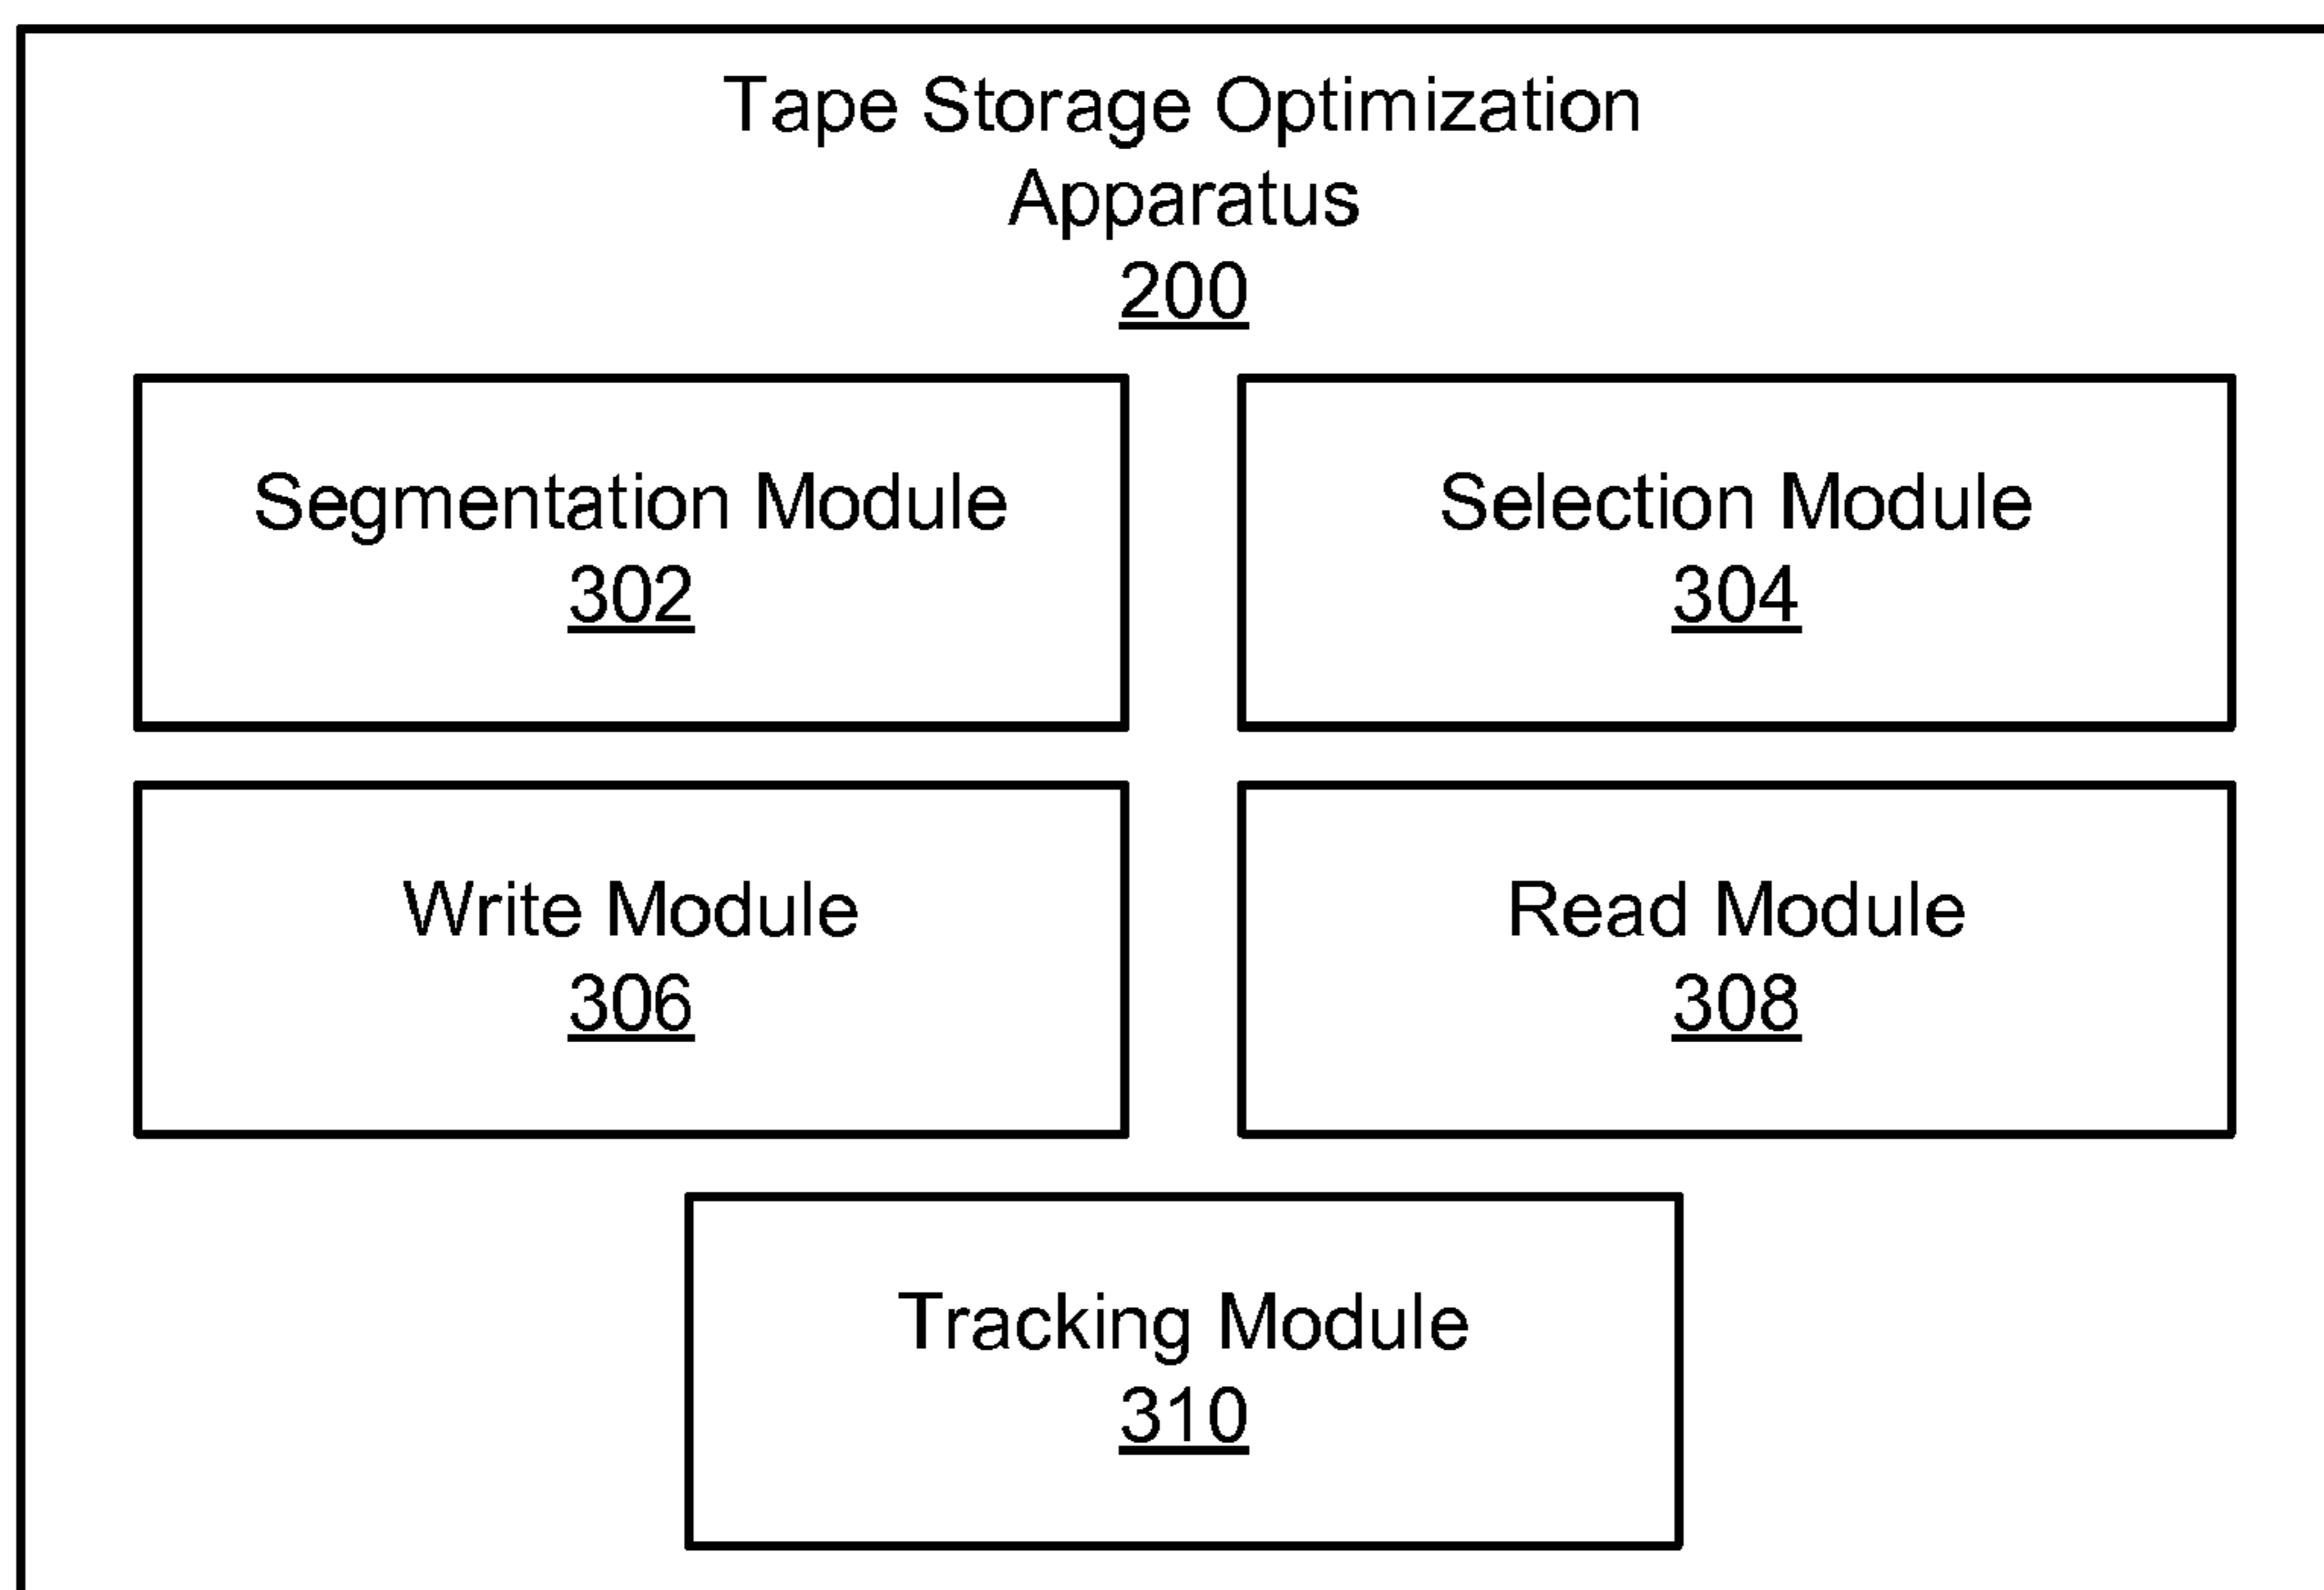 Tape Storage Optimization
Apparatus
200
Segmentation Module
302
Selection Module
304
Write Module
306
Read Module
308
Tracking Module
310